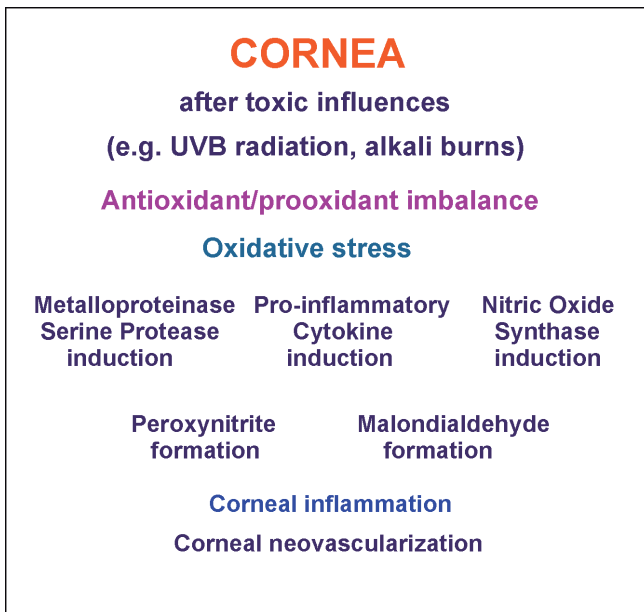 CORNEA
after toxic influences
(e.g. UVB radiation, alkali burns)
Antioxidant/prooxidant imbalance
Oxidative stress
Metalloproteinase Pro-inflammatory Nitric Oxide
Serine Protease Cytokine Synthase
induction induction induction
Peroxynitrite Malondialdehyde
formation formation
Corneal inflammation
Corneal neovascularization